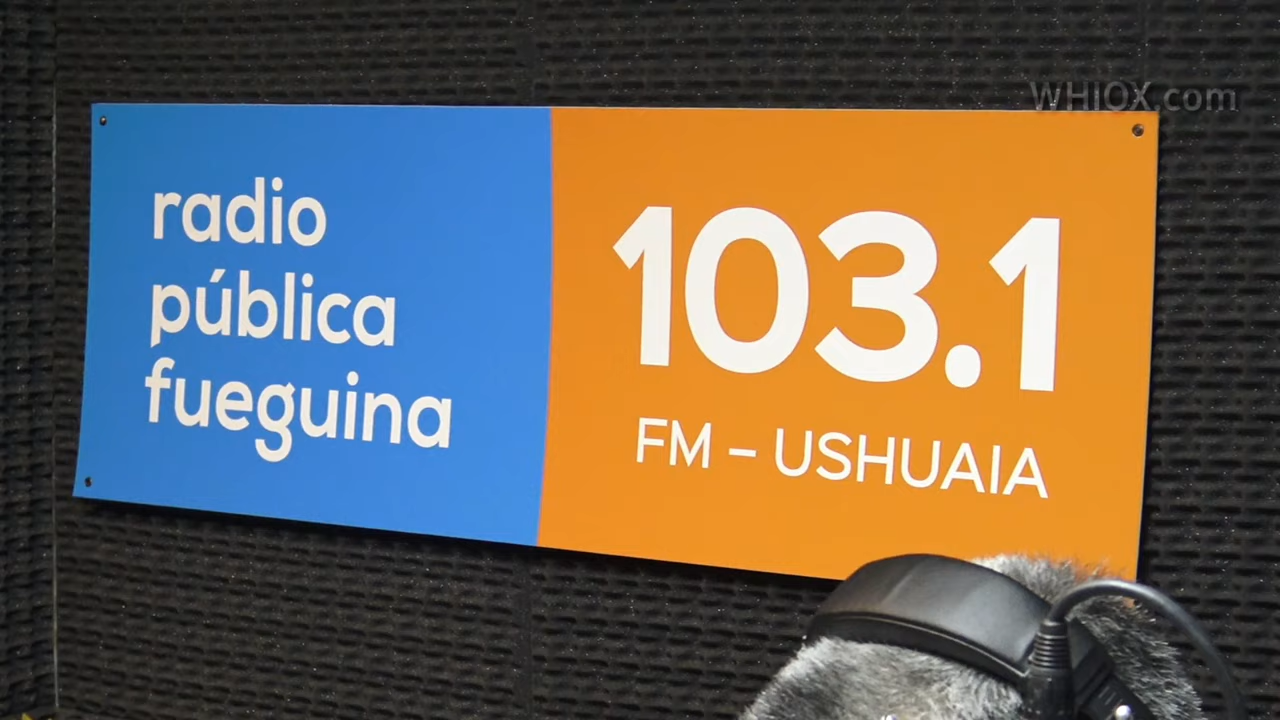 WHIOX.com
radio
pública
fueguina
103.1
FM – USHUAIA